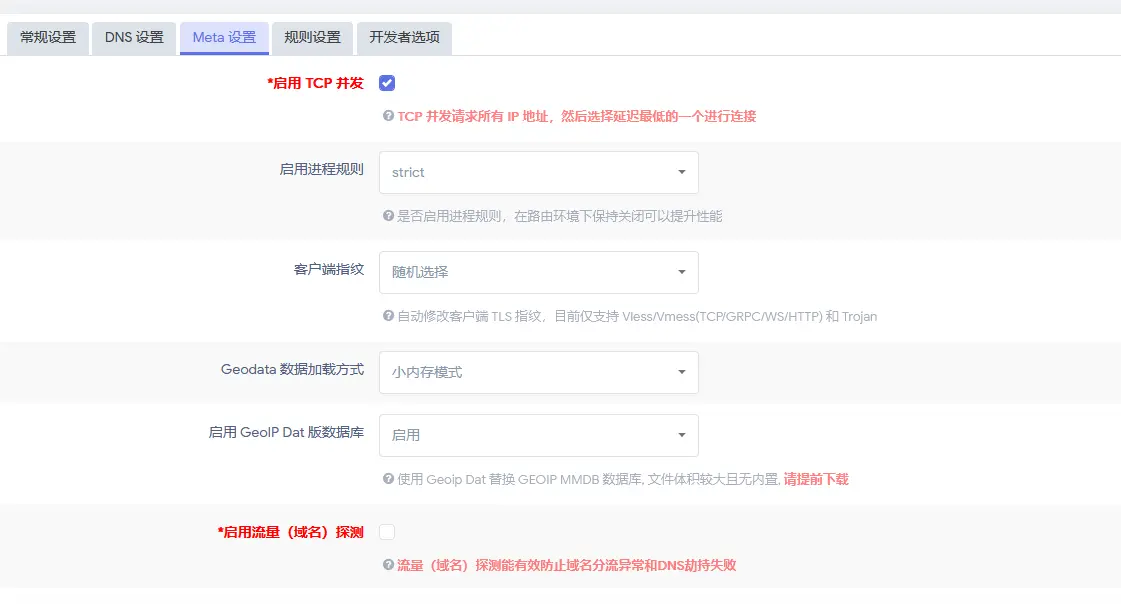 常规设置 DNS 设置 Meta 设置 规则设置 开发者选项
*启用 TCP 并发
TCP 并发请求所有 IP 地址，然后选择延迟最低的一个进行连接
启用进程规则 strict
是否启用进程规则，在路由环境下保持关闭可以提升性能
客户端指纹 随机选择
自动修改客户端 TLS 指纹，目前仅支持 Vless/Vmess(TCP/GRPC/WS/HTTP) 和 Trojan
Geodata 数据加载方式 小内存模式
启用 GeoIP Dat 版数据库 启用
使用 Geoip Dat 替换 GEOIP MMDB 数据库, 文件体积较大且无内置, 请提前下载
*启用流量（域名）探测
流量（域名）探测能有效防止域名分流异常和DNS劫持失败